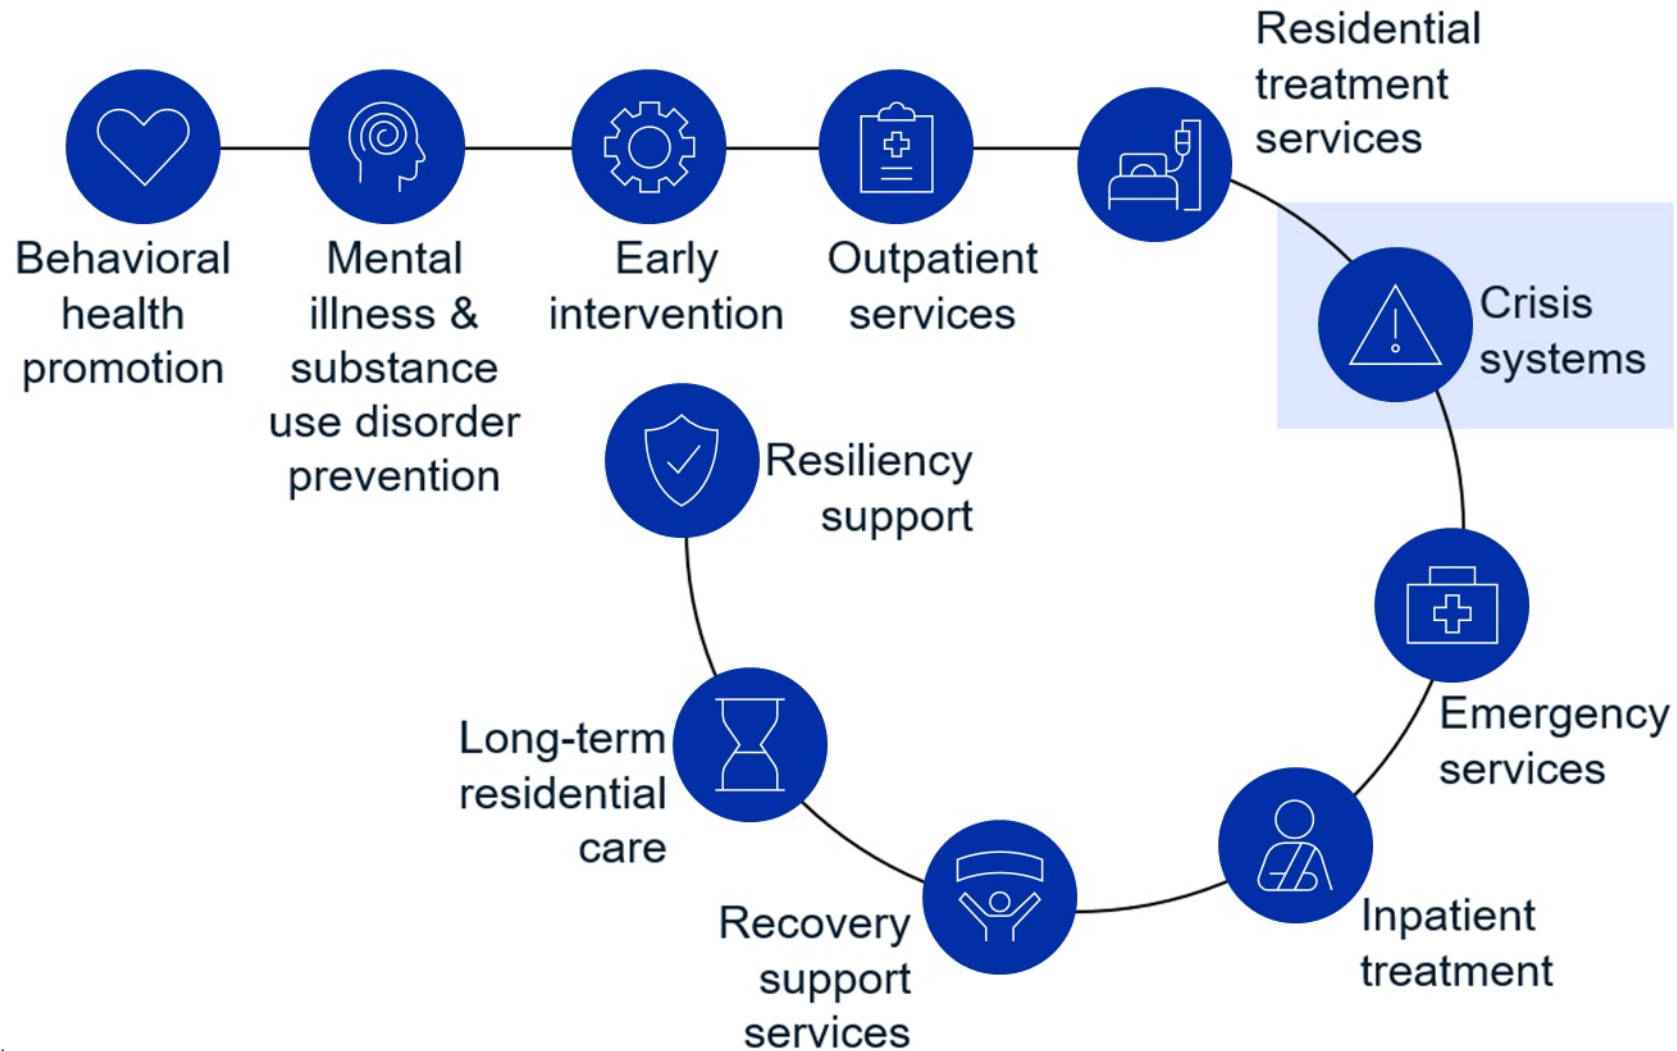 Behavioral
health
promotion
Mental
illness &
substance
use disorder
prevention
Early
intervention
Outpatient
services
Residential
treatment
services
Crisis
systems
Emergency
services
Inpatient
treatment
Recovery
support
services
Long-term
residential
care
Resiliency
support